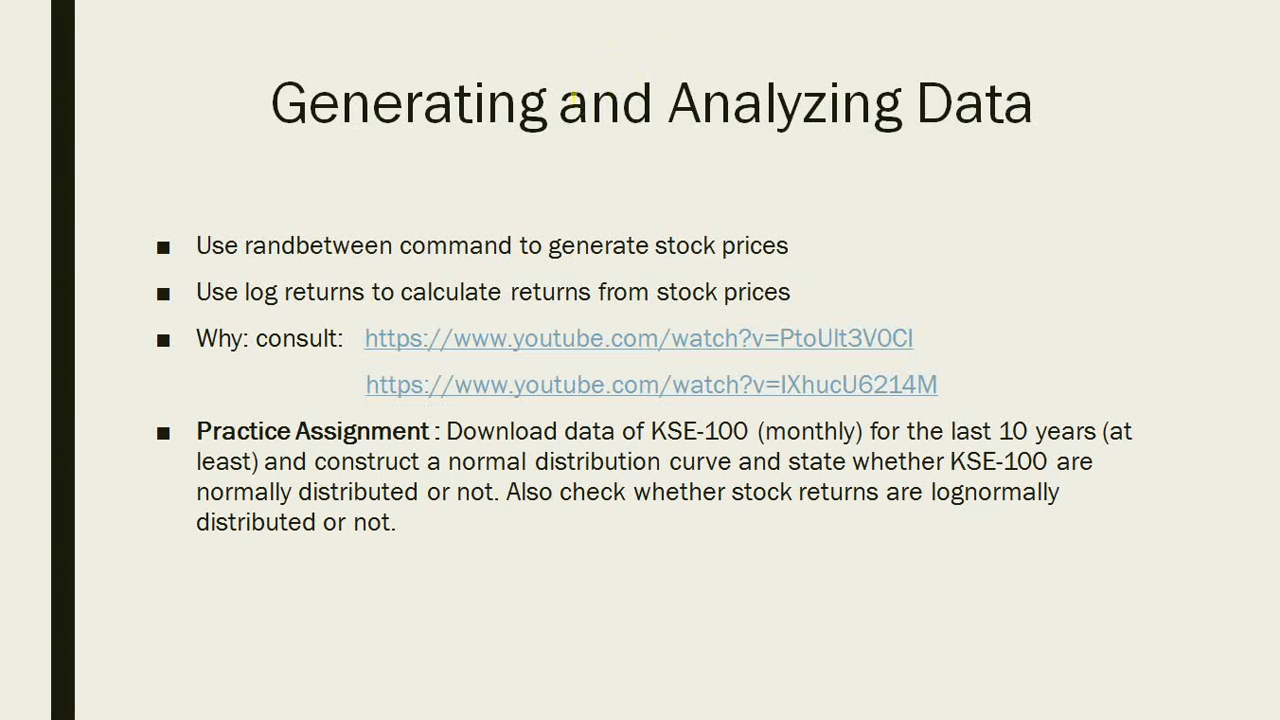 Generating and Analyzing Data
■ Use randbetween command to generate stock prices
■ Use log returns to calculate returns from stock prices
■ Why: consult: https://www.youtube.com/watch?v=PtoUlt3V0CI
https://www.youtube.com/watch?v=IXhucU6214M
■ Practice Assignment : Download data of KSE-100 (monthly) for the last 10 years (at
least) and construct a normal distribution curve and state whether KSE-100 are
normally distributed or not. Also check whether stock returns are lognormally
distributed or not.